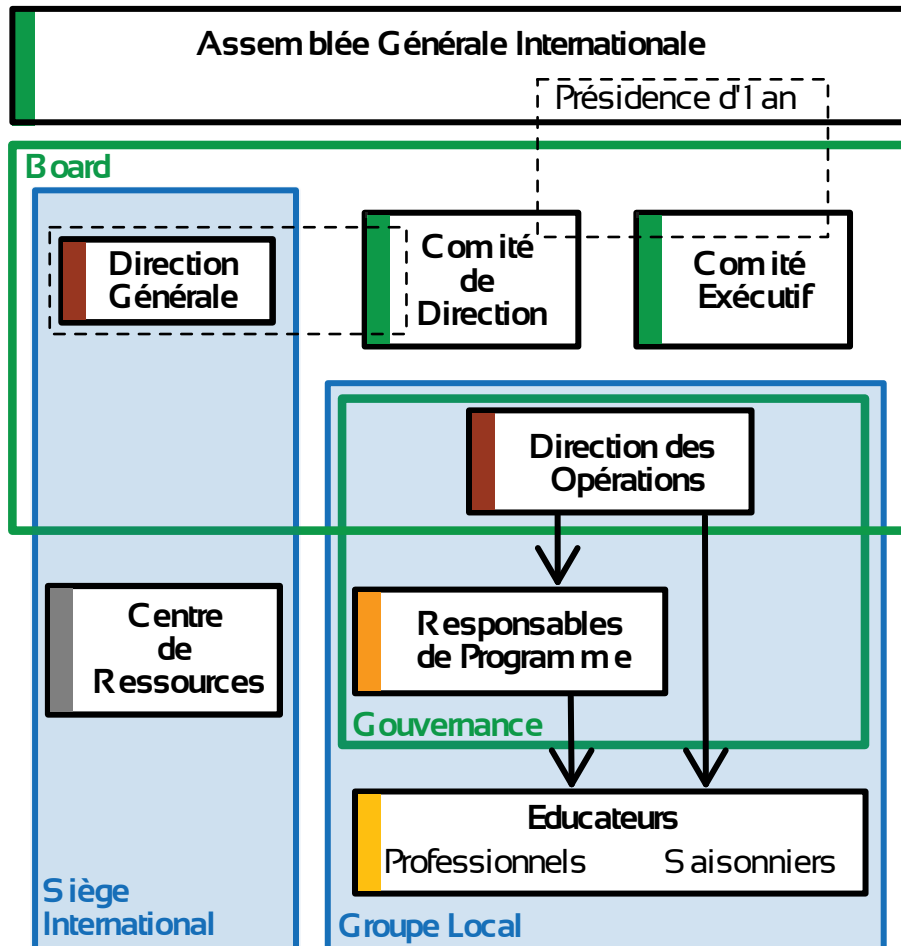 Assemblée Générale Internationale
Présidence d'1 an
Board
Direction
Générale
Comité
de
Direction
Comité
Exécutif
Direction des
Opérations
Centre
de
Ressources
Responsables
de Programme
Gouvernance
Educateurs
Professionnels Saisonniers
Siège
International
Groupe Local